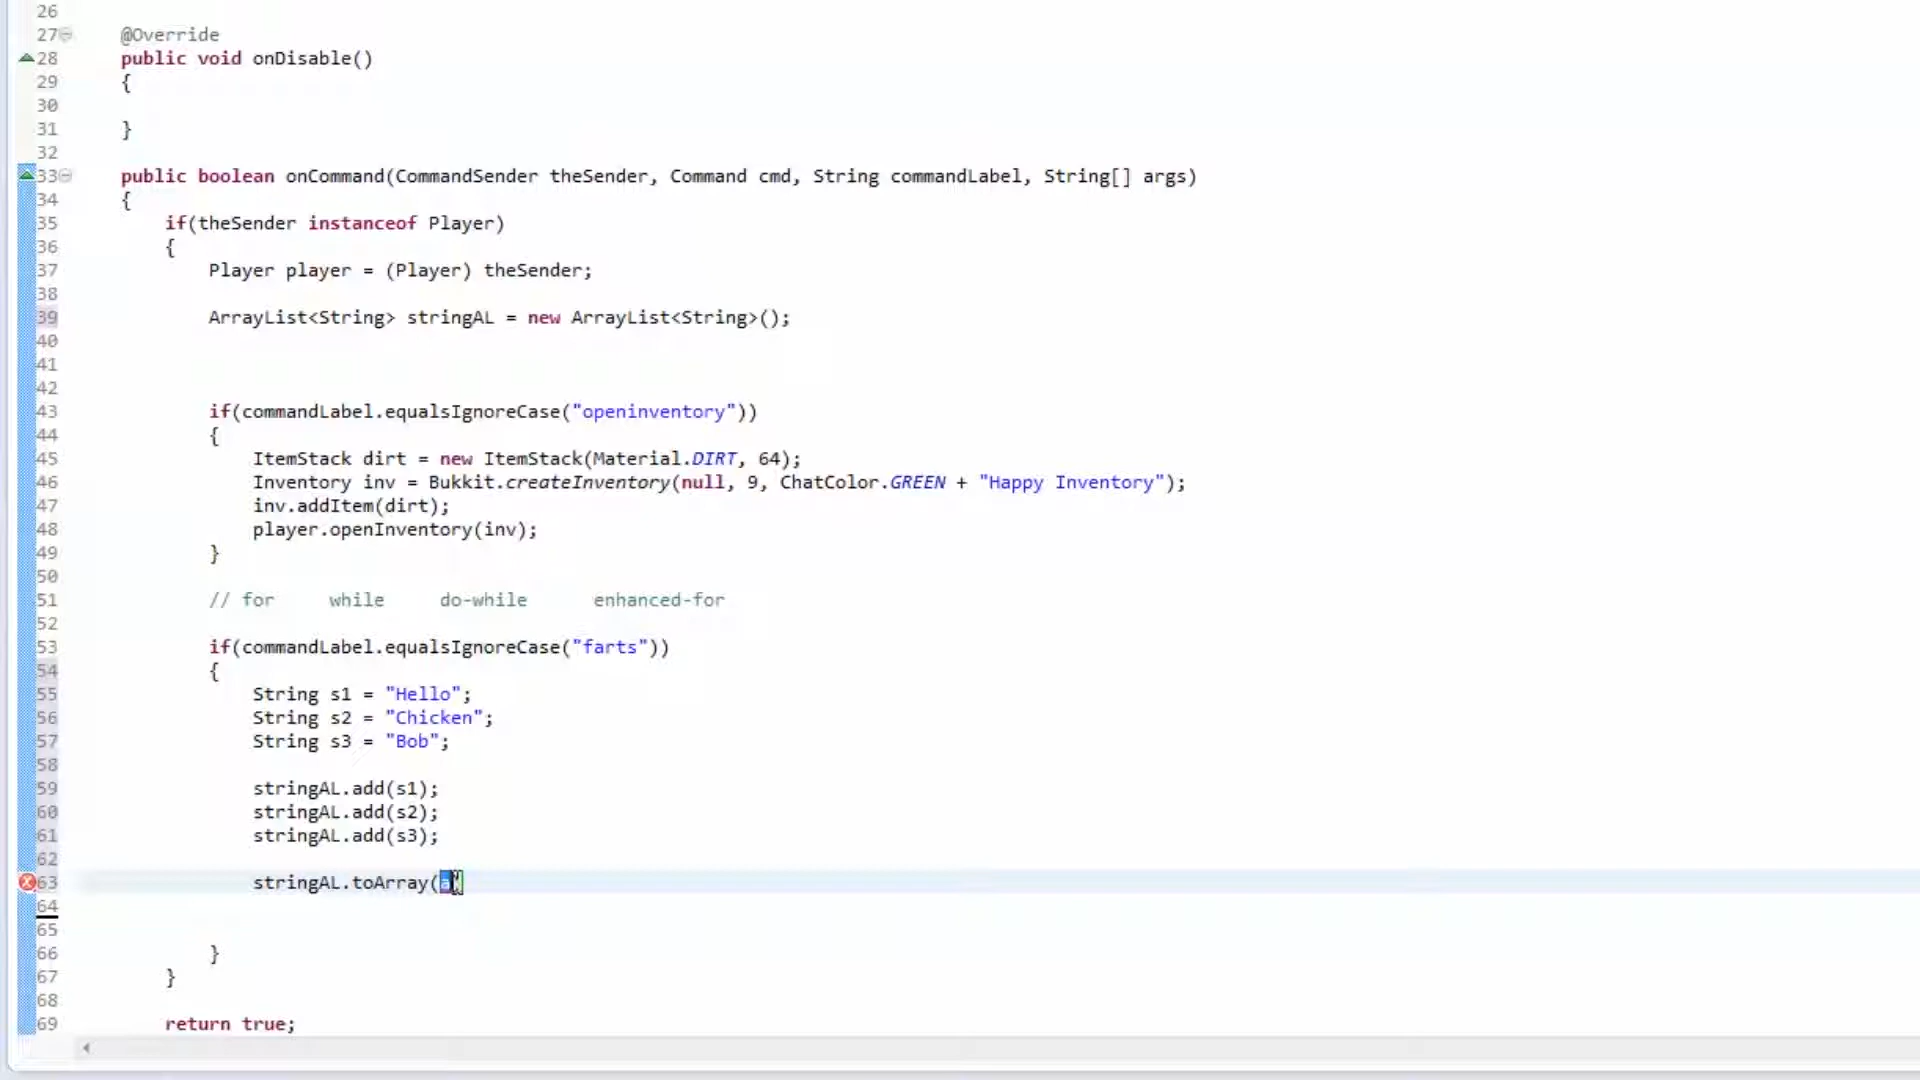 26
27 @Override
28 public void onDisable()
29 {
30
31 }
32
33 public boolean onCommand(CommandSender theSender, Command cmd, String commandLabel, String[] args)
34 {
35 if(theSender instanceof Player)
36 {
37 Player player = (Player) theSender;
38
39 ArrayList<String> stringAL = new ArrayList<String>();
40
41
42
43 if(commandLabel.equalsIgnoreCase("openinventory"))
44 {
45 ItemStack dirt = new ItemStack(Material.DIRT, 64);
46 Inventory inv = Bukkit.createInventory(null, 9, ChatColor.GREEN + "Happy Inventory");
47 inv.addItem(dirt);
48 player.openInventory(inv);
49 }
50
51 // for while do-while enhanced-for
52
53 if(commandLabel.equalsIgnoreCase("farts"))
54 {
55 String s1 = "Hello";
56 String s2 = "Chicken";
57 String s3 = "Bob";
58
59 stringAL.add(s1);
60 stringAL.add(s2);
61 stringAL.add(s3);
62
63 stringAL.toArray(a)
64
65
66 }
67 }
68
69 return true;